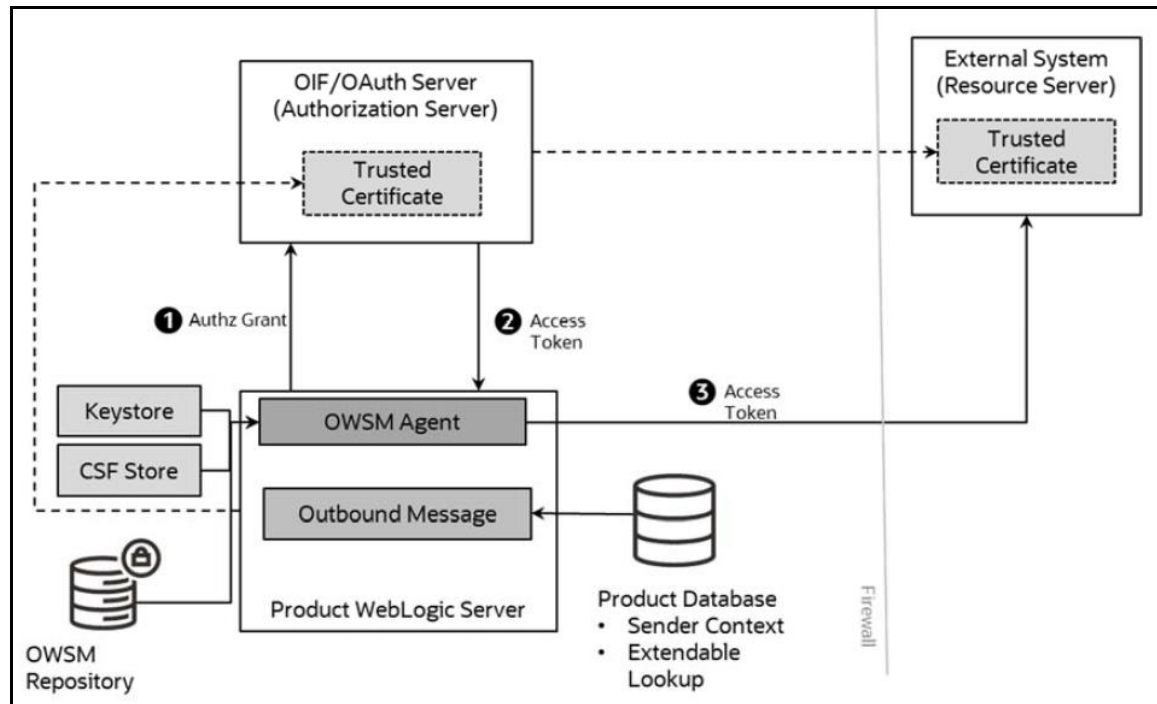 OIF/OAuth Server
(Authorization Server)
Trusted
Certificate
External System
(Resource Server)
Trusted
Certificate
1 Authz Grant
2 Access
Token
3 Access
Token
Keystore
CSF Store
OWSM Agent
Outbound Message
Product WebLogic Server
OWSM
Repository
Product Database
• Sender Context
• Extendable
Lookup
Firewall